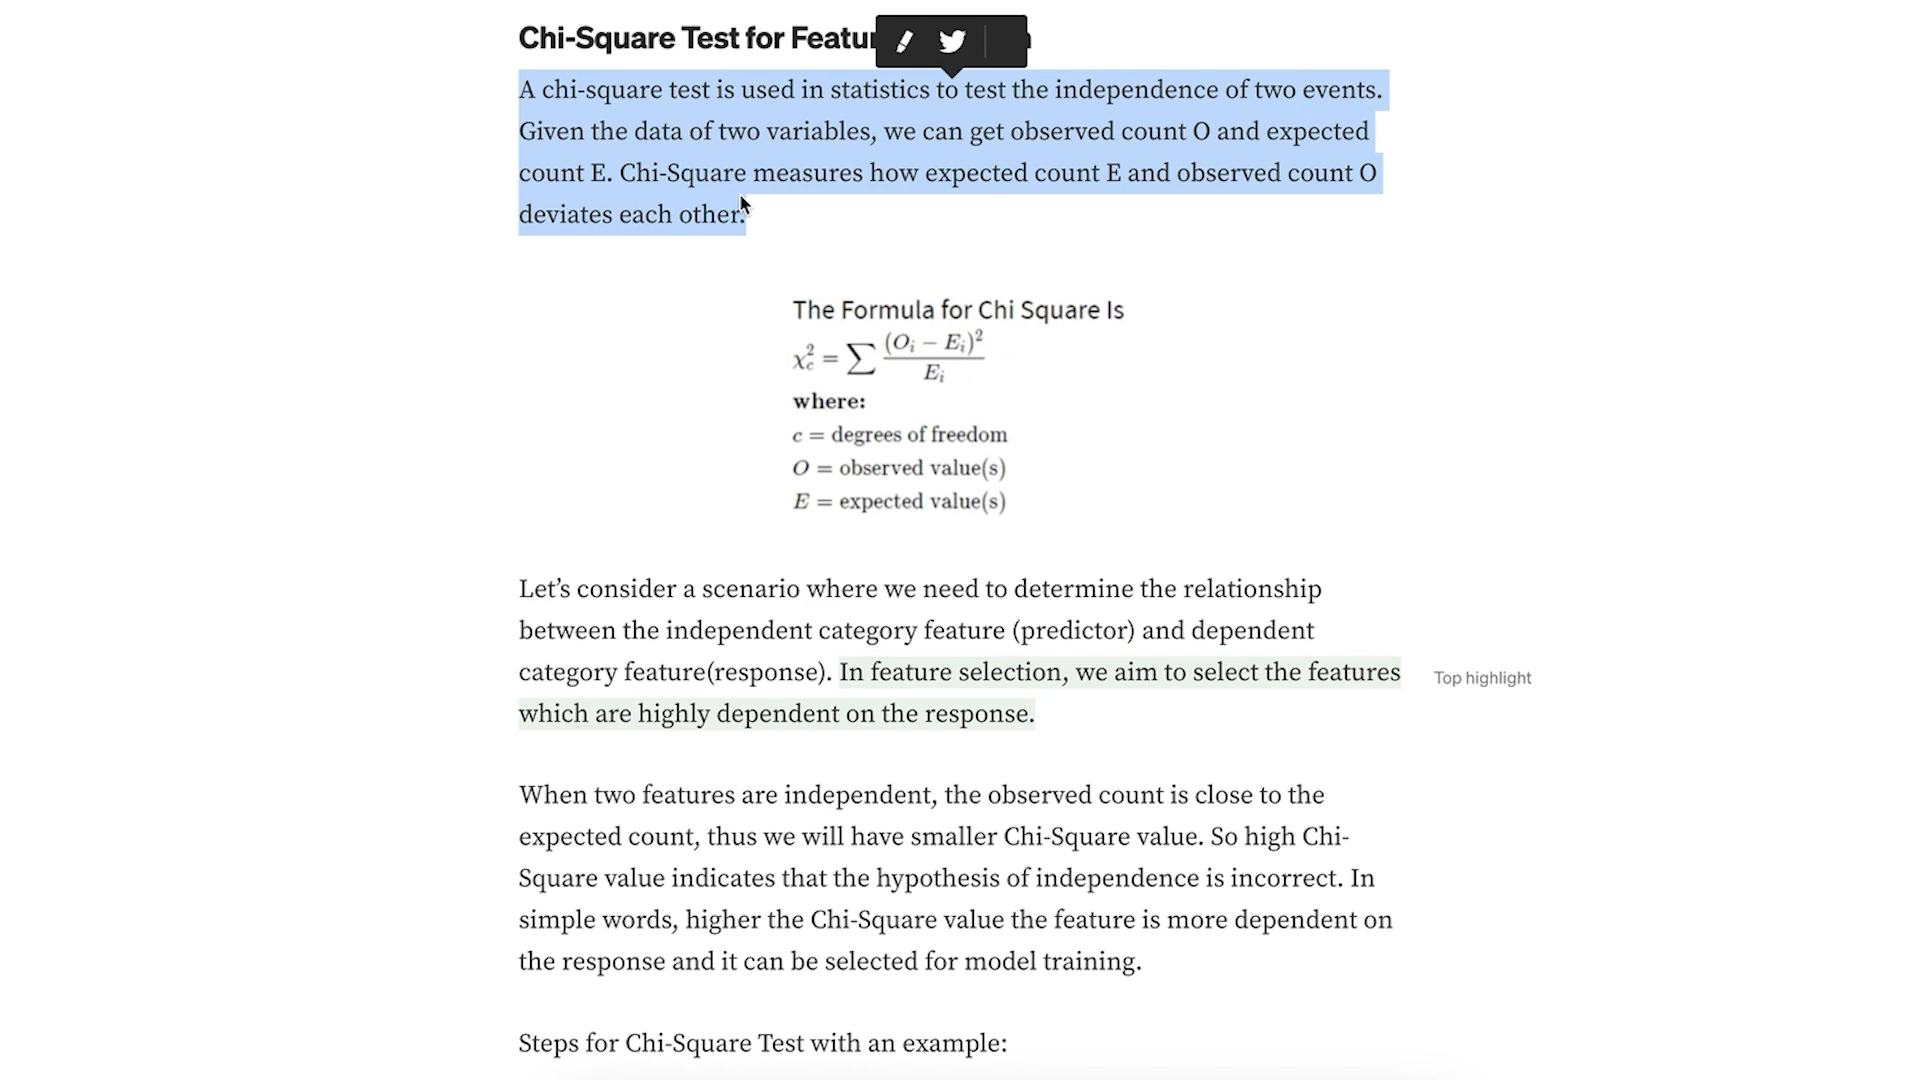 Chi-Square Test for Featu
A chi-square test is used in statistics to test the independence of two events.
Given the data of two variables, we can get observed count O and expected
count E. Chi-Square measures how expected count E and observed count O
deviates each other.
The Formula for Chi Square Is
χ²_c = ∑ (Oᵢ − Eᵢ)² / Eᵢ
where:
c = degrees of freedom
O = observed value(s)
E = expected value(s)
Let’s consider a scenario where we need to determine the relationship
between the independent category feature (predictor) and dependent
category feature(response). In feature selection, we aim to select the features
Top highlight
which are highly dependent on the response.
When two features are independent, the observed count is close to the
expected count, thus we will have smaller Chi-Square value. So high Chi-
Square value indicates that the hypothesis of independence is incorrect. In
simple words, higher the Chi-Square value the feature is more dependent on
the response and it can be selected for model training.
Steps for Chi-Square Test with an example: